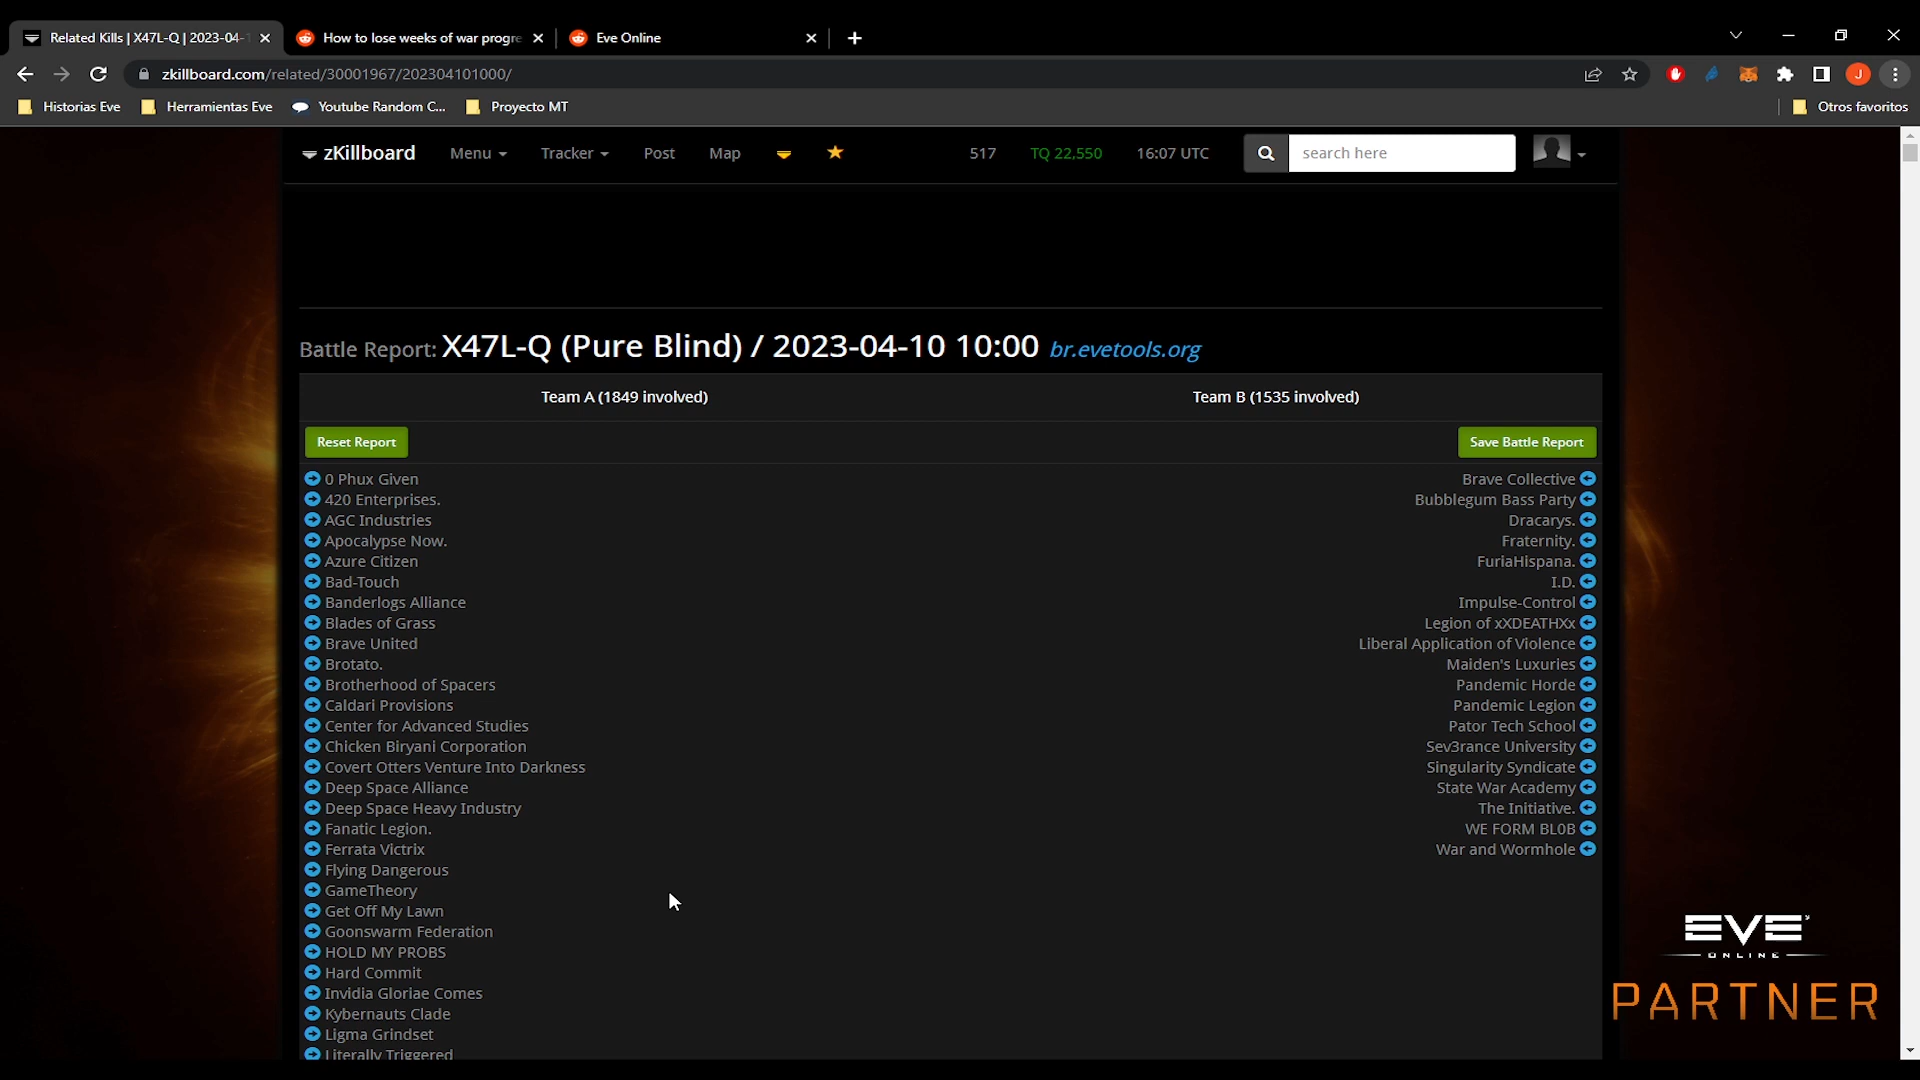 Related Kills | X47L-Q | 2023-04-
How to lose weeks of war progre
Eve Online
zkillboard.com/related/30001967/202304101000/
J
Historias Eve
Herramientas Eve
Youtube Random C...
Proyecto MT
Otros favoritos
zKillboard
Menu
Tracker
Post
Map
517
TQ 22,550
16:07 UTC
search here
Battle Report: X47L-Q (Pure Blind) / 2023-04-10 10:00 br.evetools.org
Team A (1849 involved)
Team B (1535 involved)
Reset Report
Save Battle Report
0 Phux Given
420 Enterprises.
AGC Industries
Apocalypse Now.
Azure Citizen
Bad-Touch
Banderlogs Alliance
Blades of Grass
Brave United
Brotato.
Brotherhood of Spacers
Caldari Provisions
Center for Advanced Studies
Chicken Biryani Corporation
Covert Otters Venture Into Darkness
Deep Space Alliance
Deep Space Heavy Industry
Fanatic Legion.
Ferrata Victrix
Flying Dangerous
GameTheory
Get Off My Lawn
Goonswarm Federation
HOLD MY PROBS
Hard Commit
Invidia Gloriae Comes
Kybernauts Clade
Ligma Grindset
Literally Triggered
Brave Collective
Bubblegum Bass Party
Dracarys.
Fraternity.
FuriaHispana.
I.D.
Impulse-Control
Legion of xXDEATHXx
Liberal Application of Violence
Maiden's Luxuries
Pandemic Horde
Pandemic Legion
Pator Tech School
Sev3rance University
Singularity Syndicate
State War Academy
The Initiative.
WE FORM BL0B
War and Wormhole
EVE
ONLINE
PARTNER